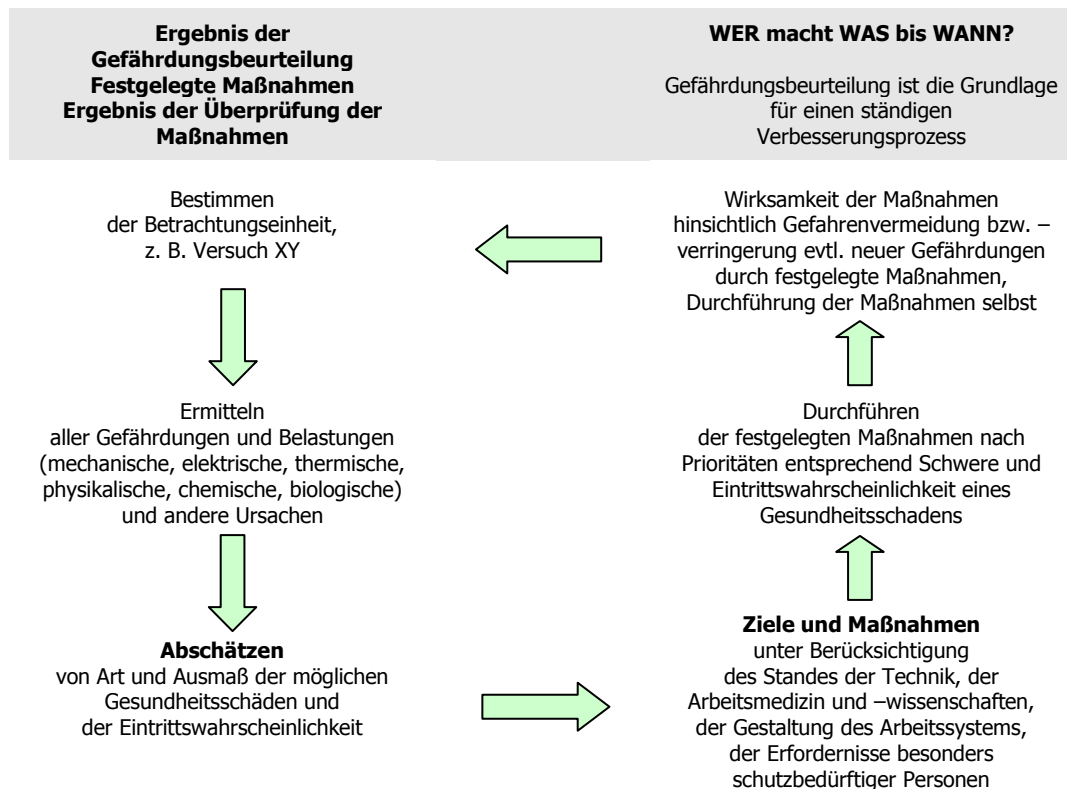 Ergebnis der
Gefährdungsbeurteilung
Festgelegte Maßnahmen
Ergebnis der Überprüfung der
Maßnahmen
WER macht WAS bis WANN?
Gefährdungsbeurteilung ist die Grundlage
für einen ständigen
Verbesserungsprozess
Bestimmen
der Betrachtungseinheit,
z. B. Versuch XY
Wirksamkeit der Maßnahmen
hinsichtlich Gefahrenvermeidung bzw. –
verringerung evtl. neuer Gefährdungen
durch festgelegte Maßnahmen,
Durchführung der Maßnahmen selbst
Ermitteln
aller Gefährdungen und Belastungen
(mechanische, elektrische, thermische,
physikalische, chemische, biologische)
und andere Ursachen
Durchführen
der festgelegten Maßnahmen nach
Prioritäten entsprechend Schwere und
Eintrittswahrscheinlichkeit eines
Gesundheitsschadens
Abschätzen
von Art und Ausmaß der möglichen
Gesundheitsschäden und
der Eintrittswahrscheinlichkeit
Ziele und Maßnahmen
unter Berücksichtigung
des Standes der Technik, der
Arbeitsmedizin und –wissenschaften,
der Gestaltung des Arbeitssystems,
der Erfordernisse besonders
schutzbedürftiger Personen